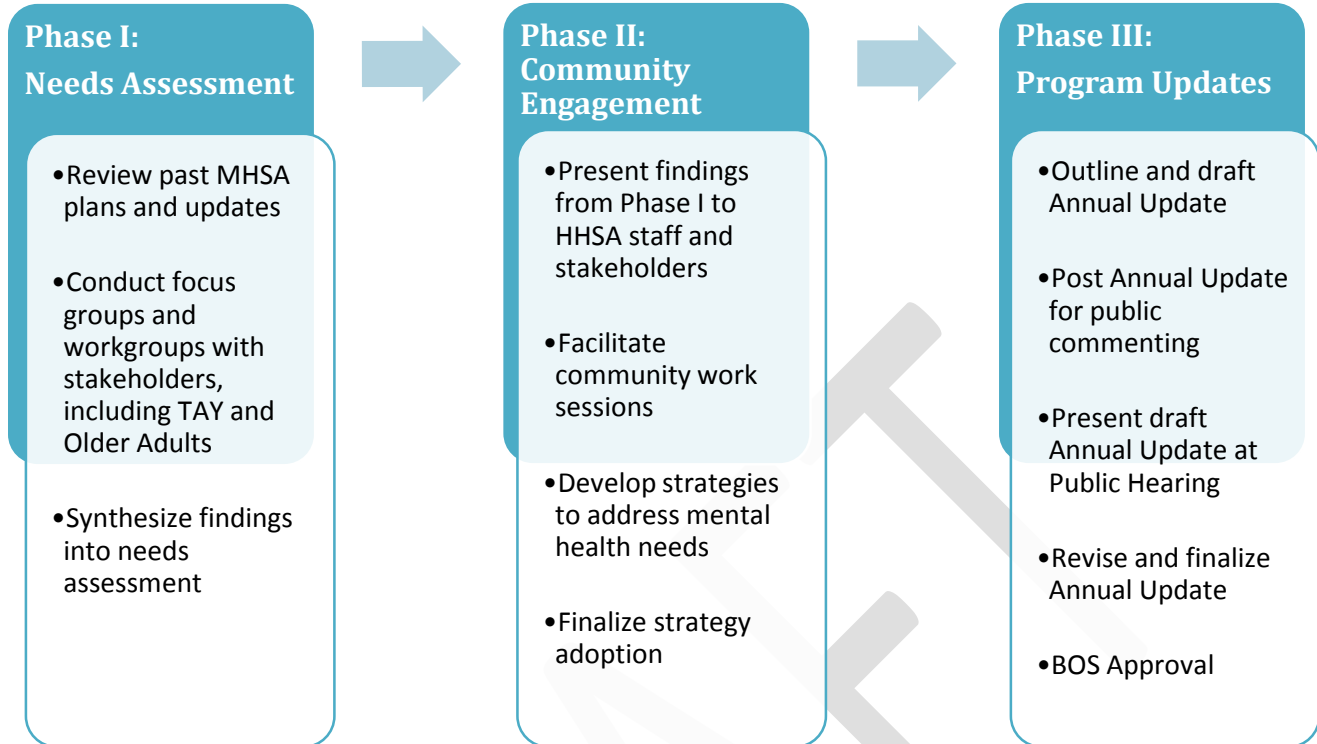 Phase I:
Needs Assessment
•Review past MHSA
plans and updates
•Conduct focus
groups and
workgroups with
stakeholders,
including TAY and
Older Adults
•Synthesize findings
into needs
assessment
Phase II:
Community
Engagement
•Present findings
from Phase I to
HHSA staff and
stakeholders
•Facilitate
community work
sessions
•Develop strategies
to address mental
health needs
•Finalize strategy
adoption
Phase III:
Program Updates
•Outline and draft
Annual Update
•Post Annual Update
for public
commenting
•Present draft
Annual Update at
Public Hearing
•Revise and finalize
Annual Update
•BOS Approval